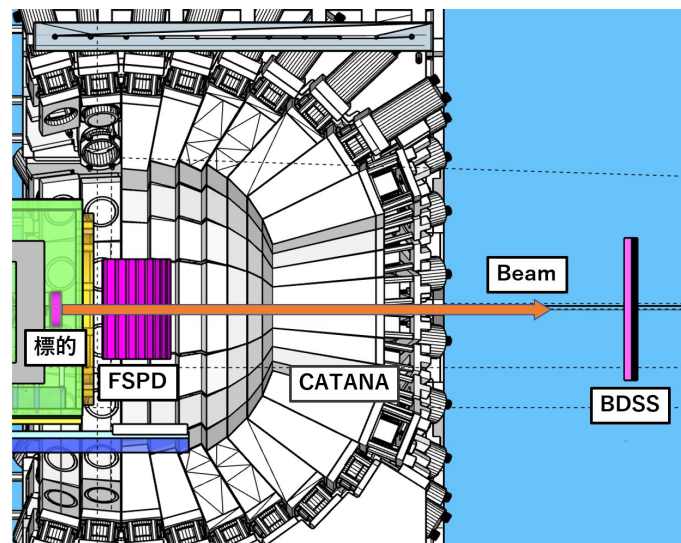 Beam
標的
FSPD
CATANA
BDSS